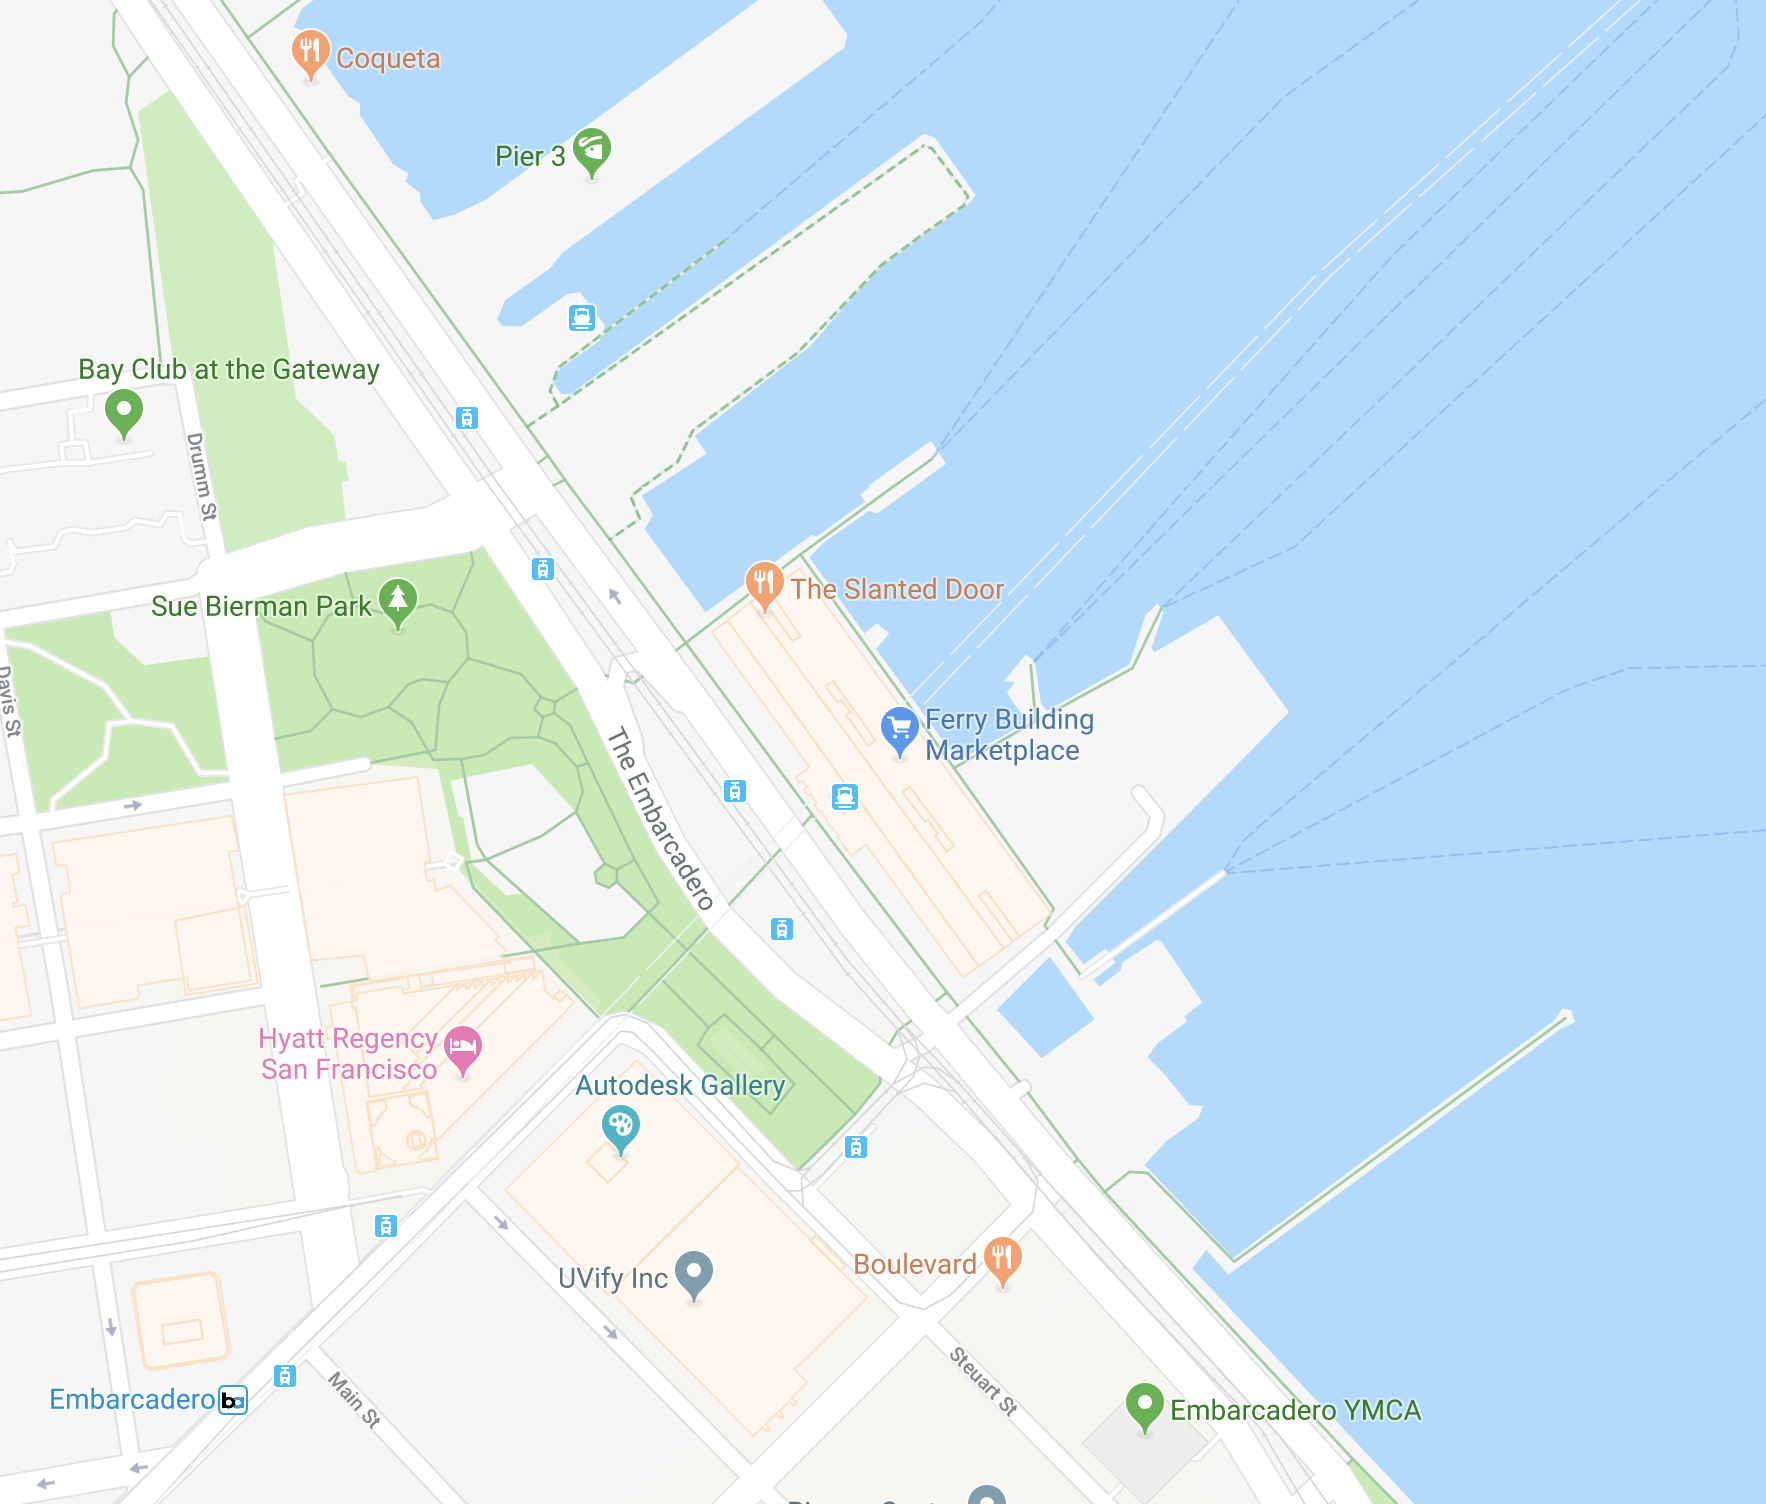 Coqueta
Pier 3
Bay Club at the Gateway
Drumm St
The Slanted Door
Sue Bierman Park
Davis St
Ferry Building
Marketplace
The Embarcadero
Hyatt Regency
San Francisco
Autodesk Gallery
UVify Inc
Boulevard
Steuart St
Main St
Embarcadero
ba
Embarcadero YMCA